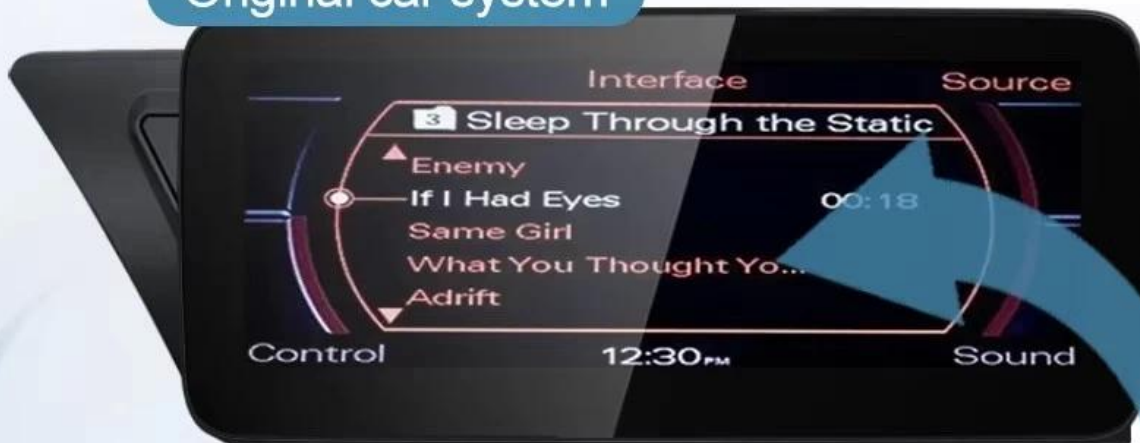 Original car system
Interface Source
3 Sleep Through the Static
Enemy
If I Had Eyes 00:18
Same Girl
What You Thought Yo...
Adrift
Control 12:30PM Sound